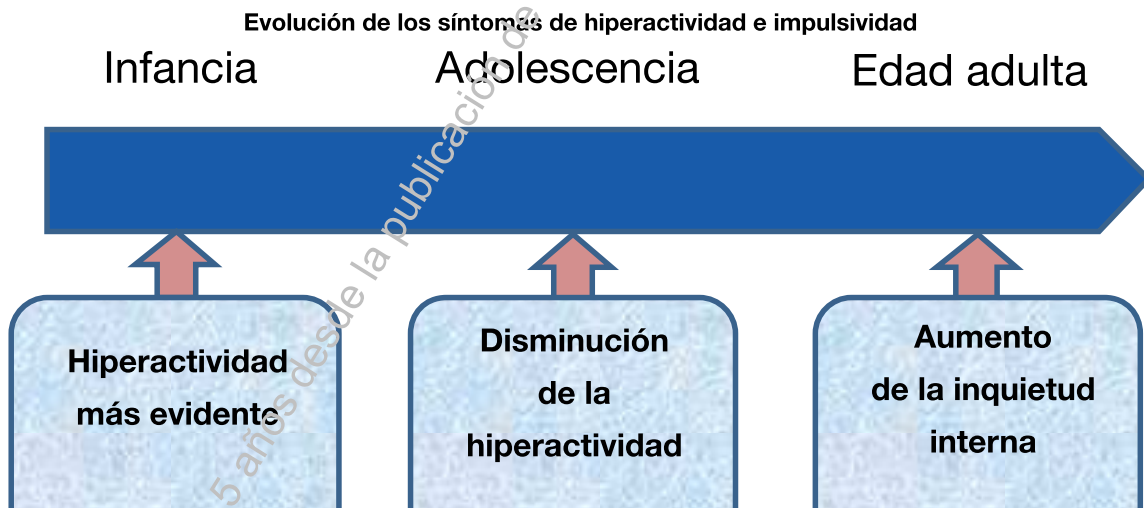 Evolución de los síntomas de hiperactividad e impulsividad
Infancia
Adolescencia
Edad adulta
Hiperactividad
más evidente
Disminución
de la
hiperactividad
Aumento
de la inquietud
interna
5 años desde la publicación de